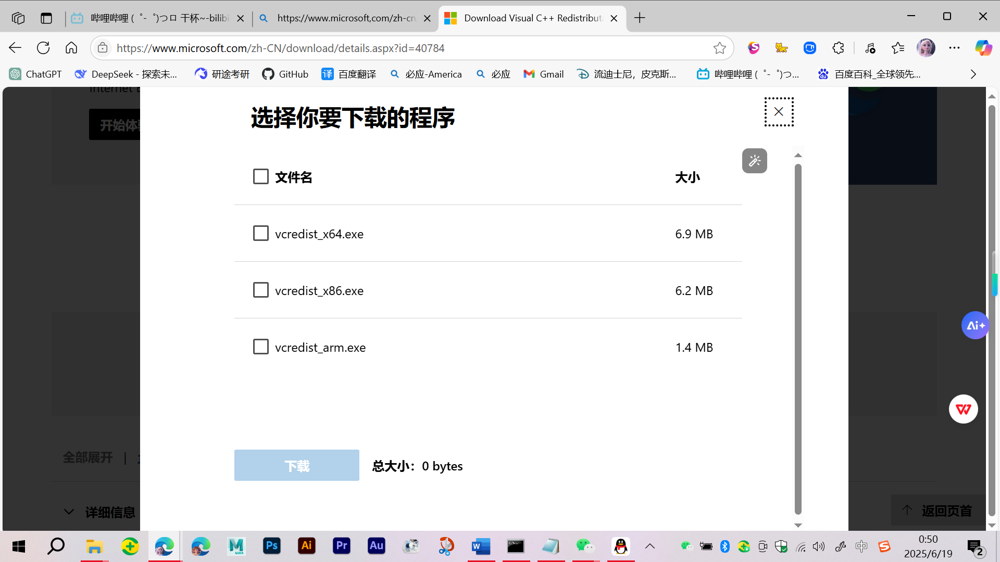 哔哩哔哩 (゜-゜)つロ 干杯~-bilibi
https://www.microsoft,com/zh-cn
Download Visual C++ Redistribut
https://www.microsoft.com/zh-CN/download/details.aspx?id=40784
ChatGPT
DeepSeek - 探索未...
研途考研
GitHub
译 百度翻译
必应-America
必应
Gmail
流迪士尼，皮克斯...
哔哩哔哩 (゜-゜)つ...
百度百科_全球领先...
Internet
开始体
选择你要下载的程序
文件名 大小
vcredist_x64.exe 6.9 MB
vcredist_x86.exe 6.2 MB
vcredist_arm.exe 1.4 MB
Ai
下载 总大小：0 bytes
全部展开 |
详细信息
返回页首
M MAYA Ps Ai Pr Au W
中 S
0:50
2025/6/19
2